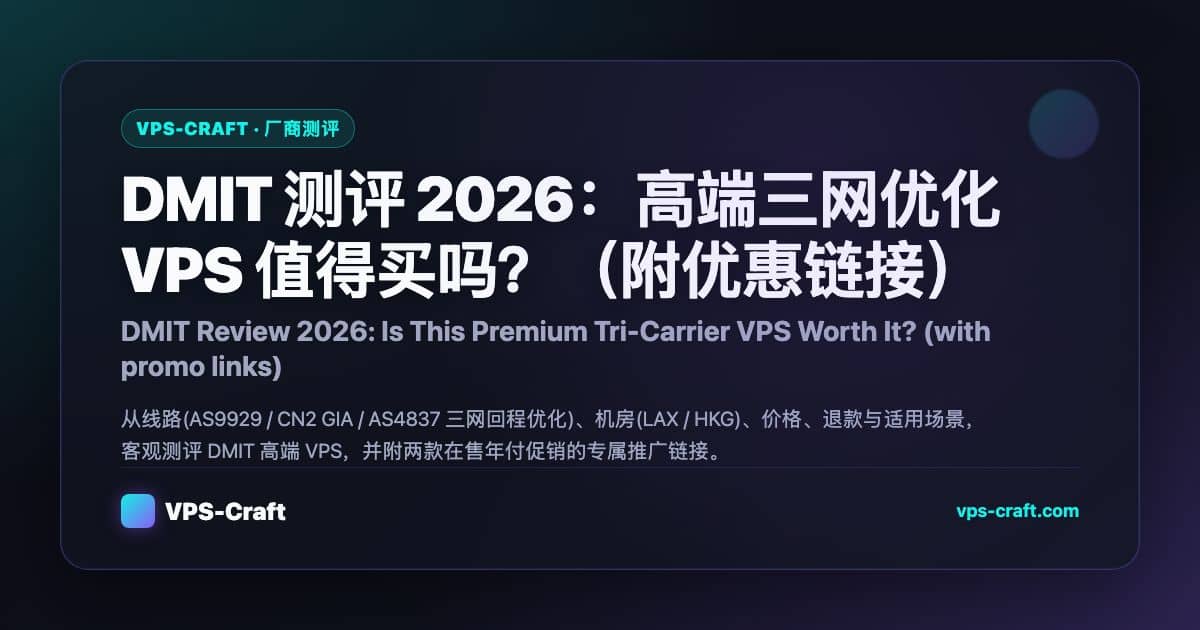 VPS-CRAFT · 厂商测评
DMIT 测评 2026：高端三网优化
VPS 值得买吗？（附优惠链接）
DMIT Review 2026: Is This Premium Tri-Carrier VPS Worth It? (with
promo links)
从线路(AS9929 / CN2 GIA / AS4837 三网回程优化)、机房(LAX / HKG)、价格、退款与适用场景，
客观测评 DMIT 高端 VPS，并附两款在售年付促销的专属推广链接。
VPS-Craft
vps-craft.com